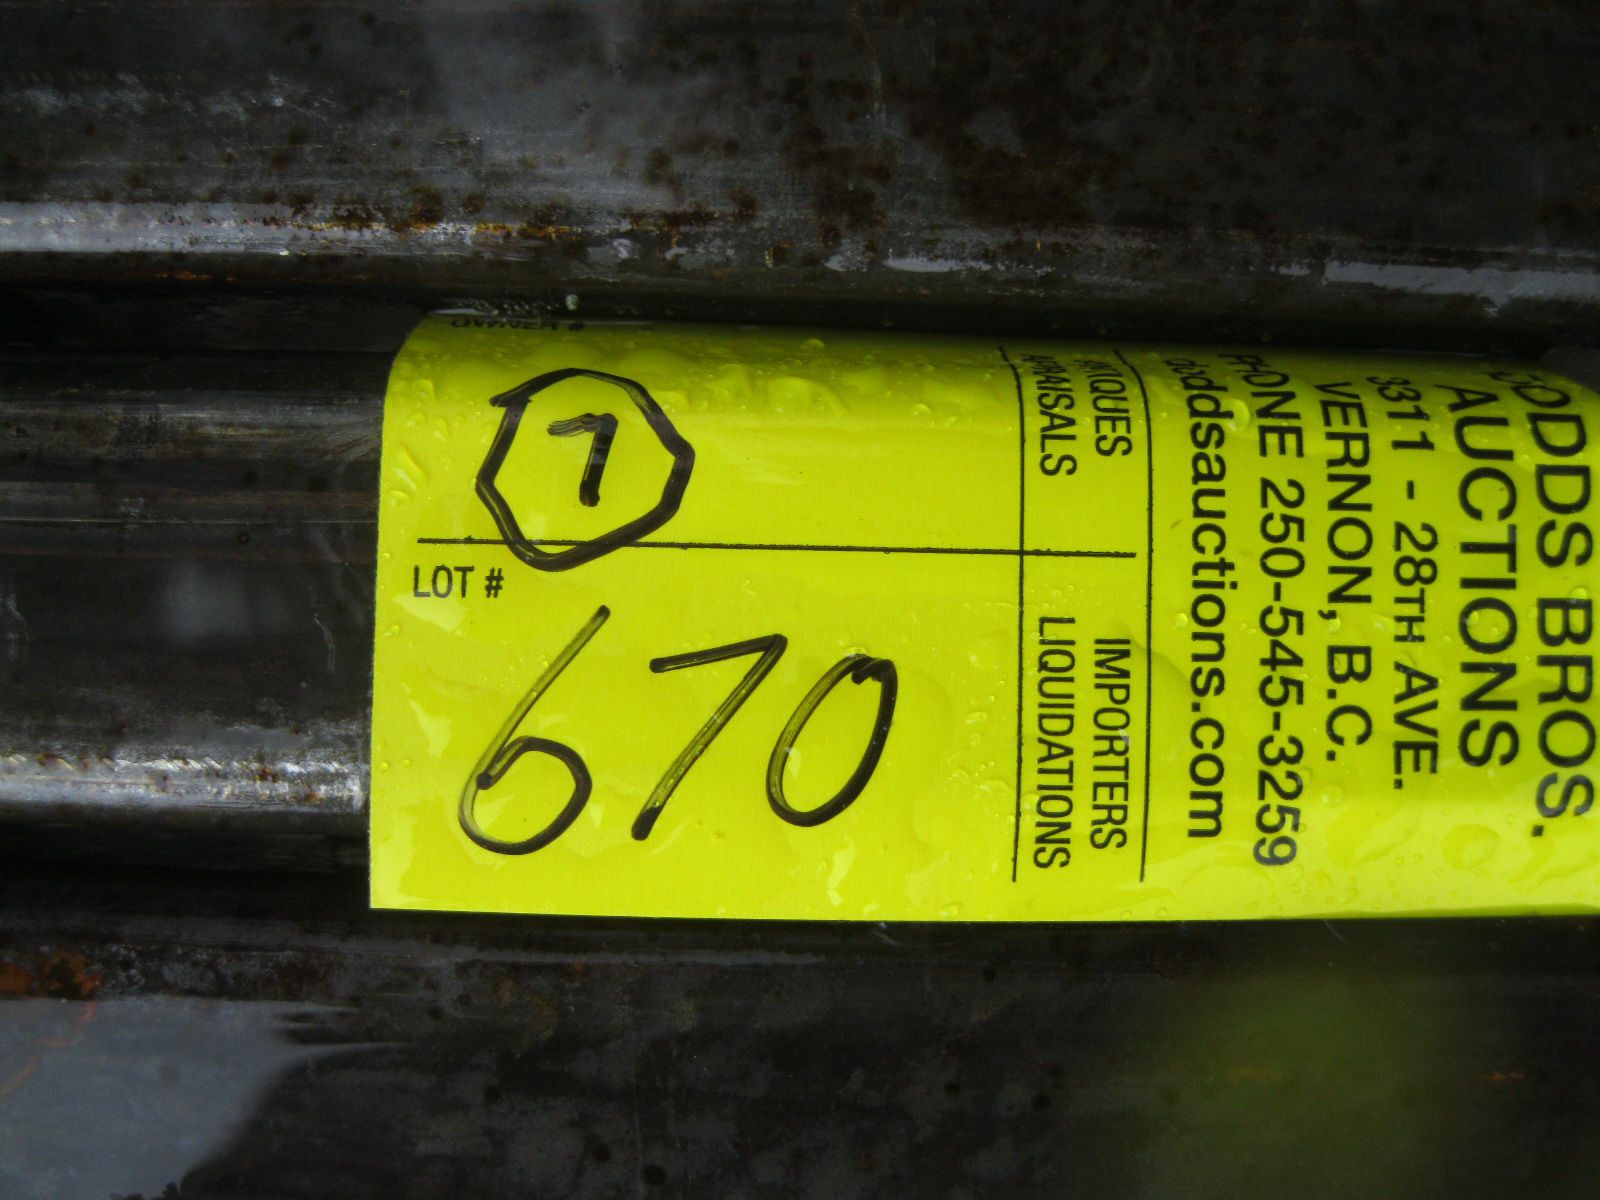 OWNER #
7
LOT #
670
ANTIQUES IMPORTERS
APPRAISALS LIQUIDATIONS
DODDS BROS.
AUCTIONS
3311 - 28TH AVE.
VERNON, B.C.
PHONE 250-545-3259
doddsauctions.com